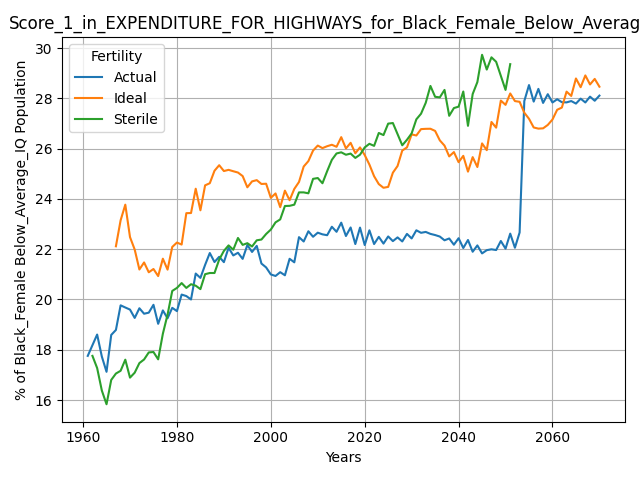 Score_1_in_EXPENDITURE_FOR_HIGHWAYS_for_Black_Female_Below_Averag
% of Black_Female Below_Average_IQ Population
30
28
26
24
22
20
18
16
Fertility
Actual
Ideal
Sterile
1960 1980 2000 2020 2040 2060
Years